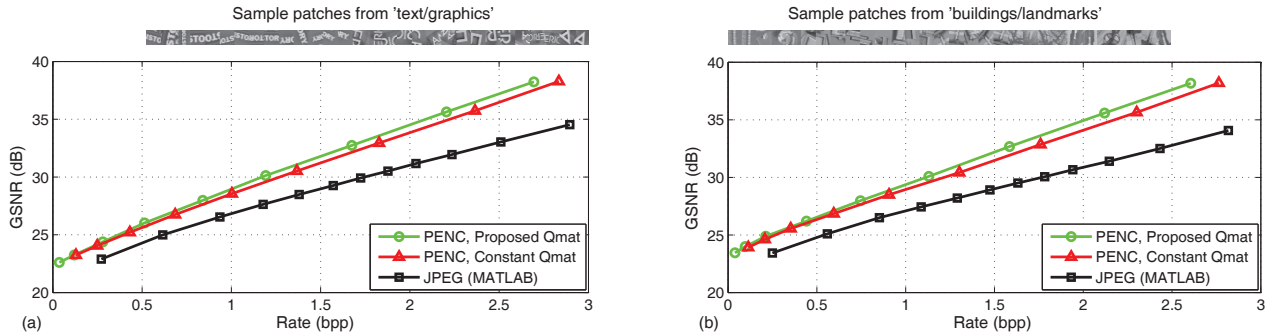 Sample patches from 'text/graphics'
40
35
30
25
20
GSNR (dB)
PENC, Proposed Qmat
PENC, Constant Qmat
JPEG (MATLAB)
0 0.5 1 1.5 2 2.5 3
(a) Rate (bpp)
Sample patches from 'buildings/landmarks'
40
35
30
25
20
GSNR (dB)
PENC, Proposed Qmat
PENC, Constant Qmat
JPEG (MATLAB)
0 0.5 1 1.5 2 2.5 3
(b) Rate (bpp)